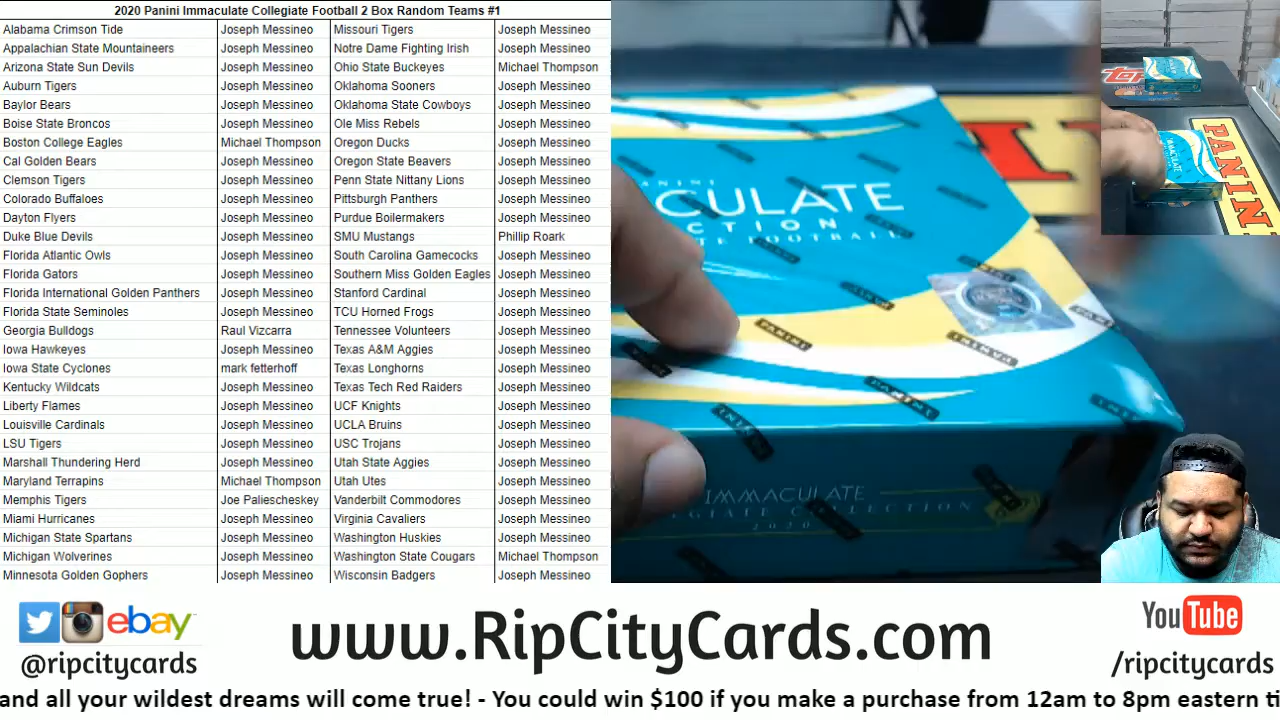 2020 Panini Immaculate Collegiate Football 2 Box Random Teams #1
Alabama Crimson Tide Joseph Messineo Missouri Tigers Joseph Messineo
Appalachian State Mountaineers Joseph Messineo Notre Dame Fighting Irish Joseph Messineo
Arizona State Sun Devils Joseph Messineo Ohio State Buckeyes Michael Thompson
Auburn Tigers Joseph Messineo Oklahoma Sooners Joseph Messineo
Baylor Bears Joseph Messineo Oklahoma State Cowboys Joseph Messineo
Boise State Broncos Joseph Messineo Ole Miss Rebels Joseph Messineo
Boston College Eagles Michael Thompson Oregon Ducks Joseph Messineo
Cal Golden Bears Joseph Messineo Oregon State Beavers Joseph Messineo
Clemson Tigers Joseph Messineo Penn State Nittany Lions Joseph Messineo
Colorado Buffaloes Joseph Messineo Pittsburgh Panthers Joseph Messineo
Dayton Flyers Joseph Messineo Purdue Boilermakers Joseph Messineo
Duke Blue Devils Joseph Messineo SMU Mustangs Phillip Roark
Florida Atlantic Owls Joseph Messineo South Carolina Gamecocks Joseph Messineo
Florida Gators Joseph Messineo Southern Miss Golden Eagles Joseph Messineo
Florida International Golden Panthers Joseph Messineo Stanford Cardinal Joseph Messineo
Florida State Seminoles Joseph Messineo TCU Horned Frogs Joseph Messineo
Georgia Bulldogs Raul Vizcarra Tennessee Volunteers Joseph Messineo
Iowa Hawkeyes Joseph Messineo Texas A&M Aggies Joseph Messineo
Iowa State Cyclones mark fetterhoff Texas Longhorns Joseph Messineo
Kentucky Wildcats Joseph Messineo Texas Tech Red Raiders Joseph Messineo
Liberty Flames Joseph Messineo UCF Knights Joseph Messineo
Louisville Cardinals Joseph Messineo UCLA Bruins Joseph Messineo
LSU Tigers Joseph Messineo USC Trojans Joseph Messineo
Marshall Thundering Herd Joseph Messineo Utah State Aggies Joseph Messineo
Maryland Terrapins Michael Thompson Utah Utes Joseph Messineo
Memphis Tigers Joe Paliescheskey Vanderbilt Commodores Joseph Messineo
Miami Hurricanes Joseph Messineo Virginia Cavaliers Joseph Messineo
Michigan State Spartans Joseph Messineo Washington Huskies Joseph Messineo
Michigan Wolverines Joseph Messineo Washington State Cougars Michael Thompson
Minnesota Golden Gophers Joseph Messineo Wisconsin Badgers Joseph Messineo
PANINI
CULATE
CTION
TE FOOTBALL
PANINI
PANINI
PANINI
IMMACULATE
EGIATE COLLECTION
2020
IMMACULATE
PANIN
ebay
@ripcitycards
www.RipCityCards.com
YouTube
/ripcitycards
and all your wildest dreams will come true! - You could win $100 if you make a purchase from 12am to 8pm eastern ti